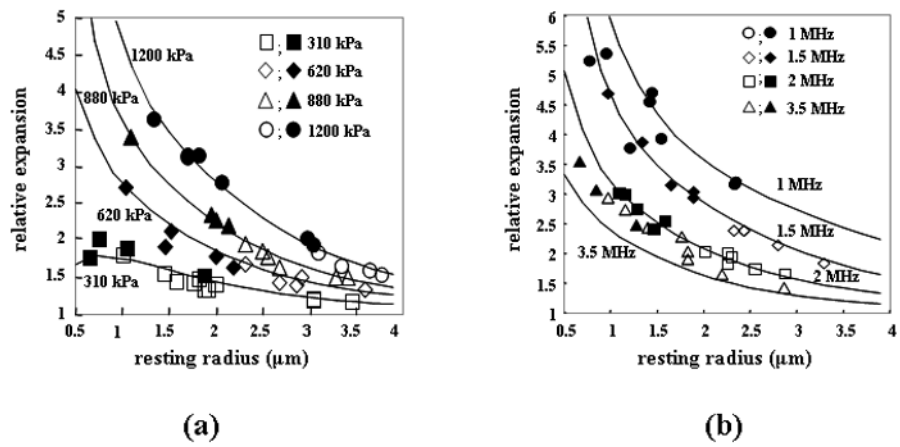 5
4.5
4
3.5
3
2.5
2
1.5
1
0.5 1 1.5 2 2.5 3 3.5 4
relative expansion
resting radius (μm)
1200 kPa
880 kPa
620 kPa
310 kPa
; 310 kPa
; 620 kPa
; 880 kPa
; 1200 kPa
(a)
6
5.5
5
4.5
4
3.5
3
2.5
2
1.5
1
0.5 1 1.5 2 2.5 3 3.5 4
relative expansion
resting radius (μm)
; 1 MHz
; 1.5 MHz
; 2 MHz
; 3.5 MHz
1 MHz
1.5 MHz
2 MHz
3.5 MHz
(b)